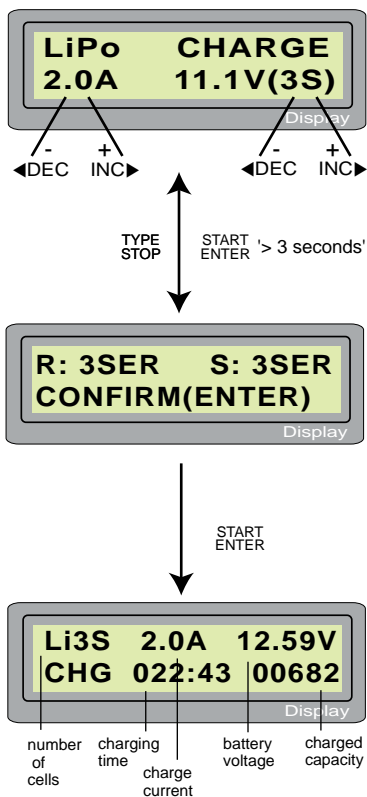 LiPo CHARGE
2.0A 11.1V(3S)
Display
- + - +
◀DEC INC▶ ◀DEC INC▶
TYPE STOP
START ENTER '> 3 seconds'
R: 3SER S: 3SER
CONFIRM(ENTER)
Display
START
ENTER
Li3S 2.0A 12.59V
CHG 022:43 00682
Display
number of cells
charging time
charge current
battery voltage
charged capacity